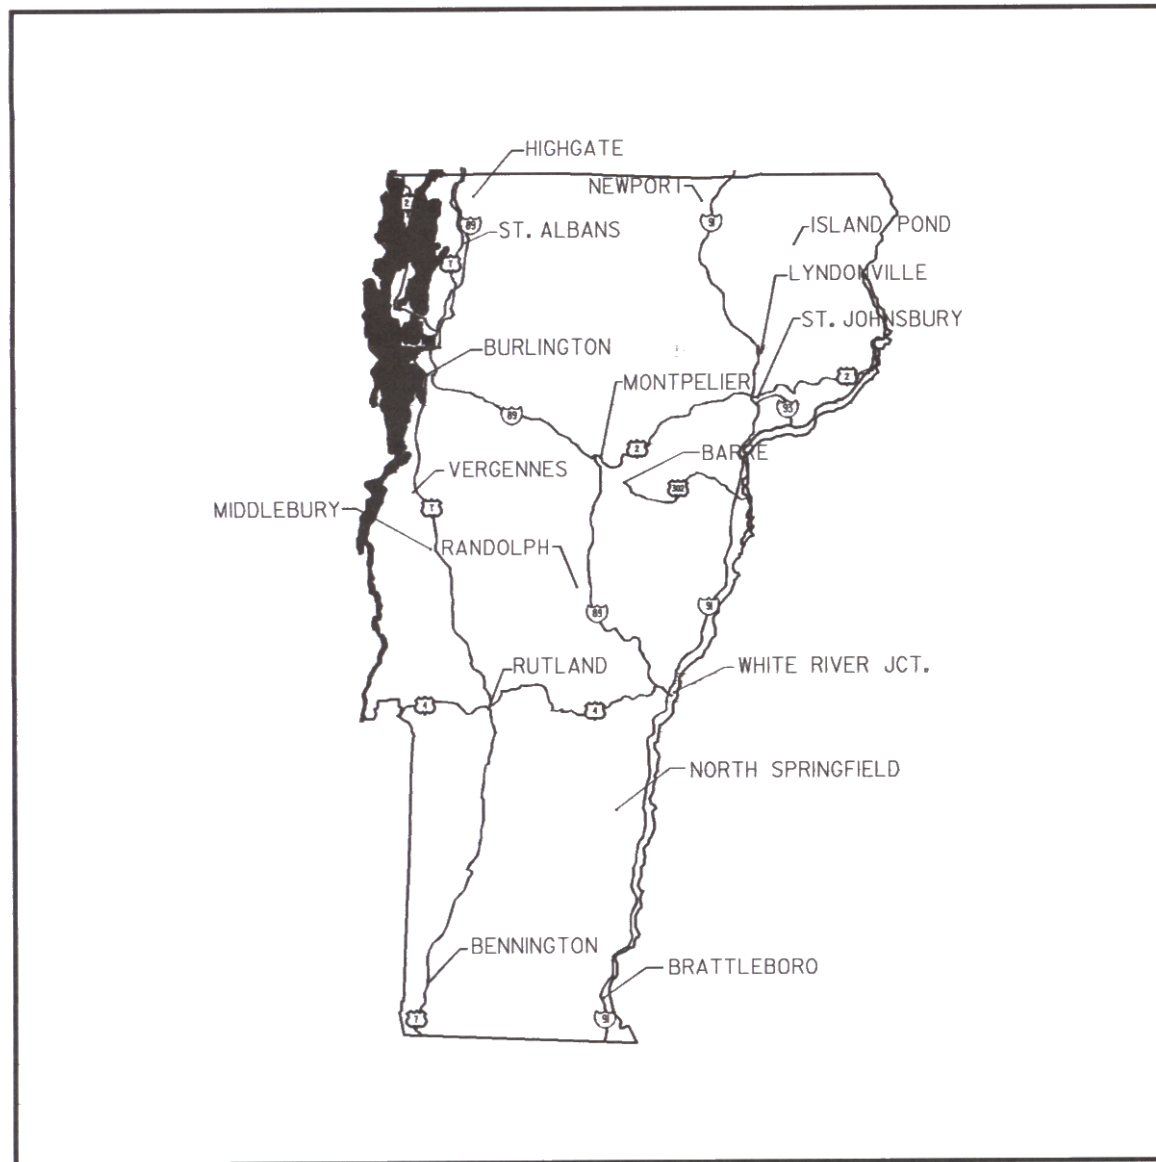 HIGHGATE
NEWPORT
2
89
91
ISLAND POND
ST. ALBANS
7
LYNDONVILLE
ST. JOHNSBURY
BURLINGTON
MONTPELIER
2
93
89
2
BARRE
VERGENNES
302
MIDDLEBURY
7
RANDOLPH
89
91
RUTLAND
WHITE RIVER JCT.
4
4
NORTH SPRINGFIELD
BENNINGTON
BRATTLEBORO
7
91